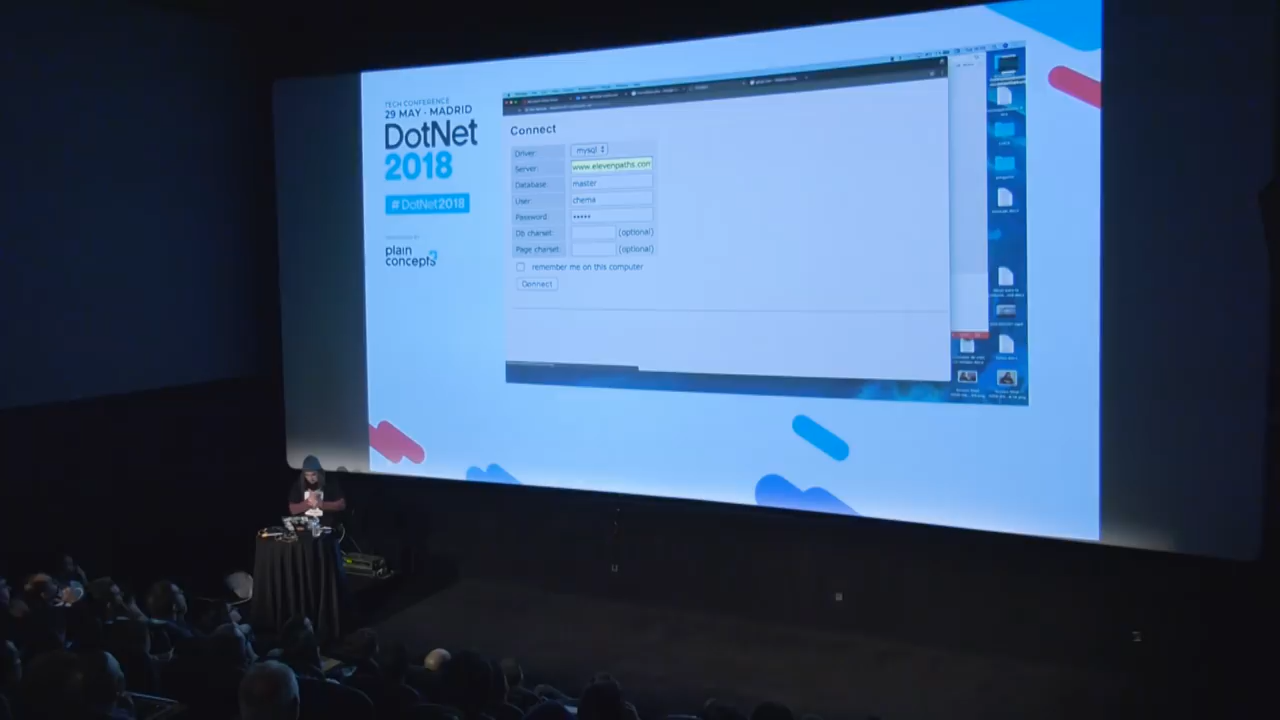 TECH CONFERENCE
29 MAY - MADRID
DotNet
2018
#DotNet2018
plain
concepts
Connect
Driver: mysql
Server: www.elevenpaths.com
Database: master
User: chema
Password: •••••
Db charset: (optional)
Page charset: (optional)
remember me on this computer
Connect